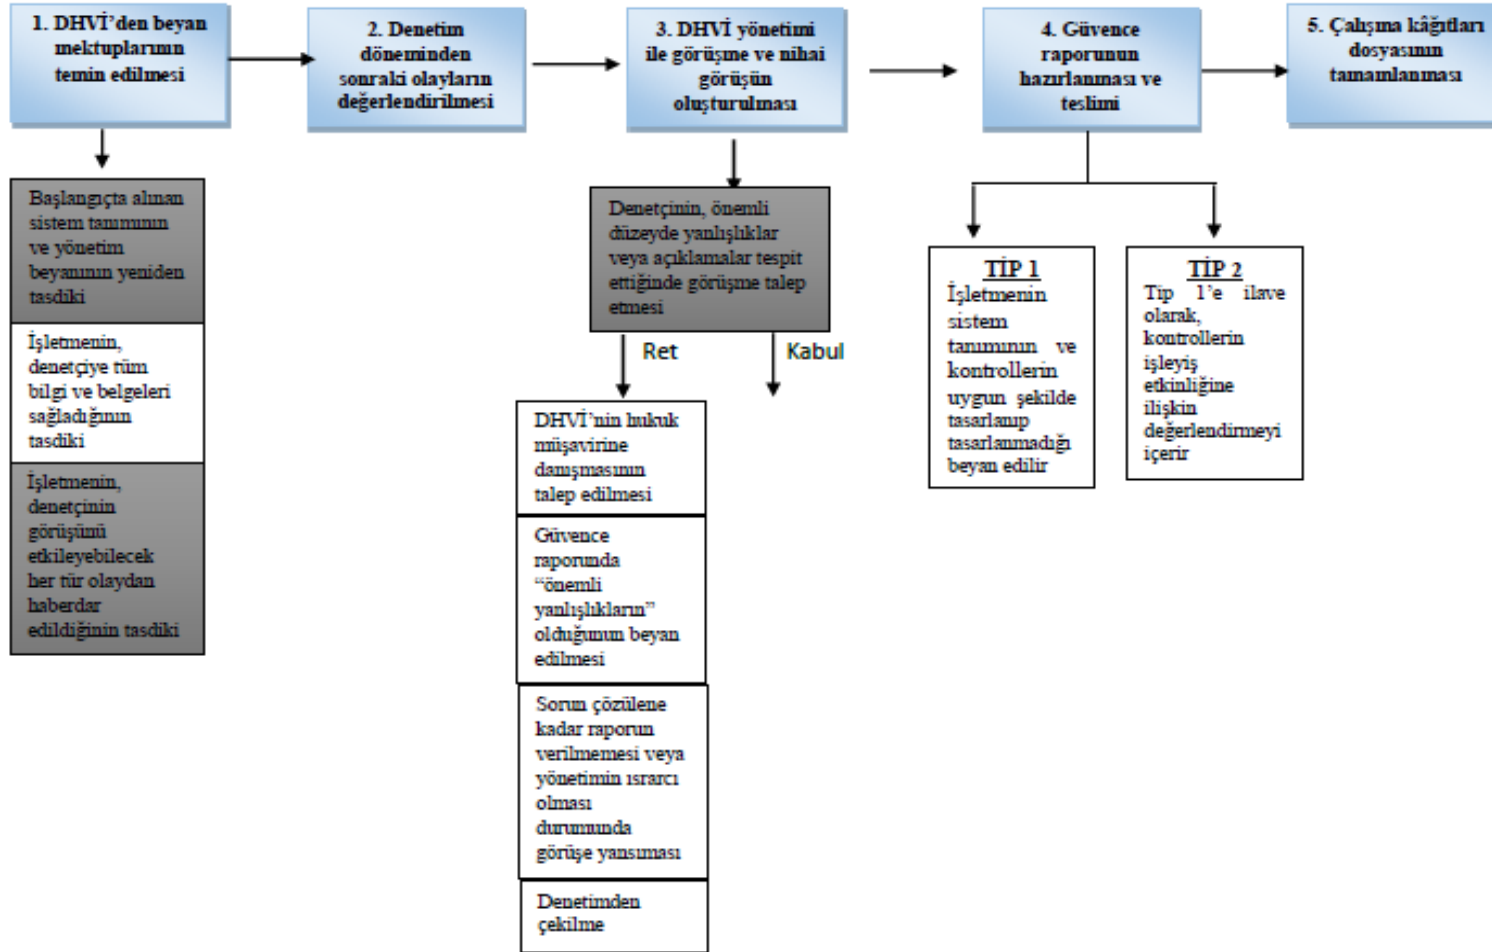 1. DHVİ’den beyan
mektuplarının
temin edilmesi
2. Denetim
döneminden
sonraki olayların
değerlendirilmesi
3. DHVİ yönetimi
ile görüşme ve nihai
görüşün
oluşturulması
4. Güvence
raporunun
hazırlanması ve
teslimi
5. Çalışma kâğıtları
dosyasının
tamamlanması
Başlangıçta alınan
sistem tanımının
ve yönetim
beyanının yeniden
tasdiki
İşletmenin,
denetçiye tüm
bilgi ve belgeleri
sağladığının
tasdiki
İşletmenin,
denetçinin
görüşünü
etkileyebilecek
her tür olaydan
haberdar
edildiğinin tasdiki
Denetçinin, önemli
düzeyde yanlışlıklar
veya açıklamalar tespit
ettiğinde görüşme talep
etmesi
Ret
Kabul
DHVİ’nin hukuk
müşavirine
danışmasının
talep edilmesi
Güvence
raporunda
“önemli
yanlışlıkların”
olduğunun beyan
edilmesi
Sorun çözülene
kadar raporun
verilmemesi veya
yönetimin ısrarcı
olması
durumunda
görüşe yansıması
Denetimden
çekilme
TİP 1
İşletmenin
sistem
tanımının ve
kontrollerin
uygun şekilde
tasarlanıp
tasarlanmadığı
beyan edilir
TİP 2
Tip 1’e ilave
olarak,
kontrollerin
işleyiş
etkinliğine
ilişkin
değerlendirmeyi
içerir